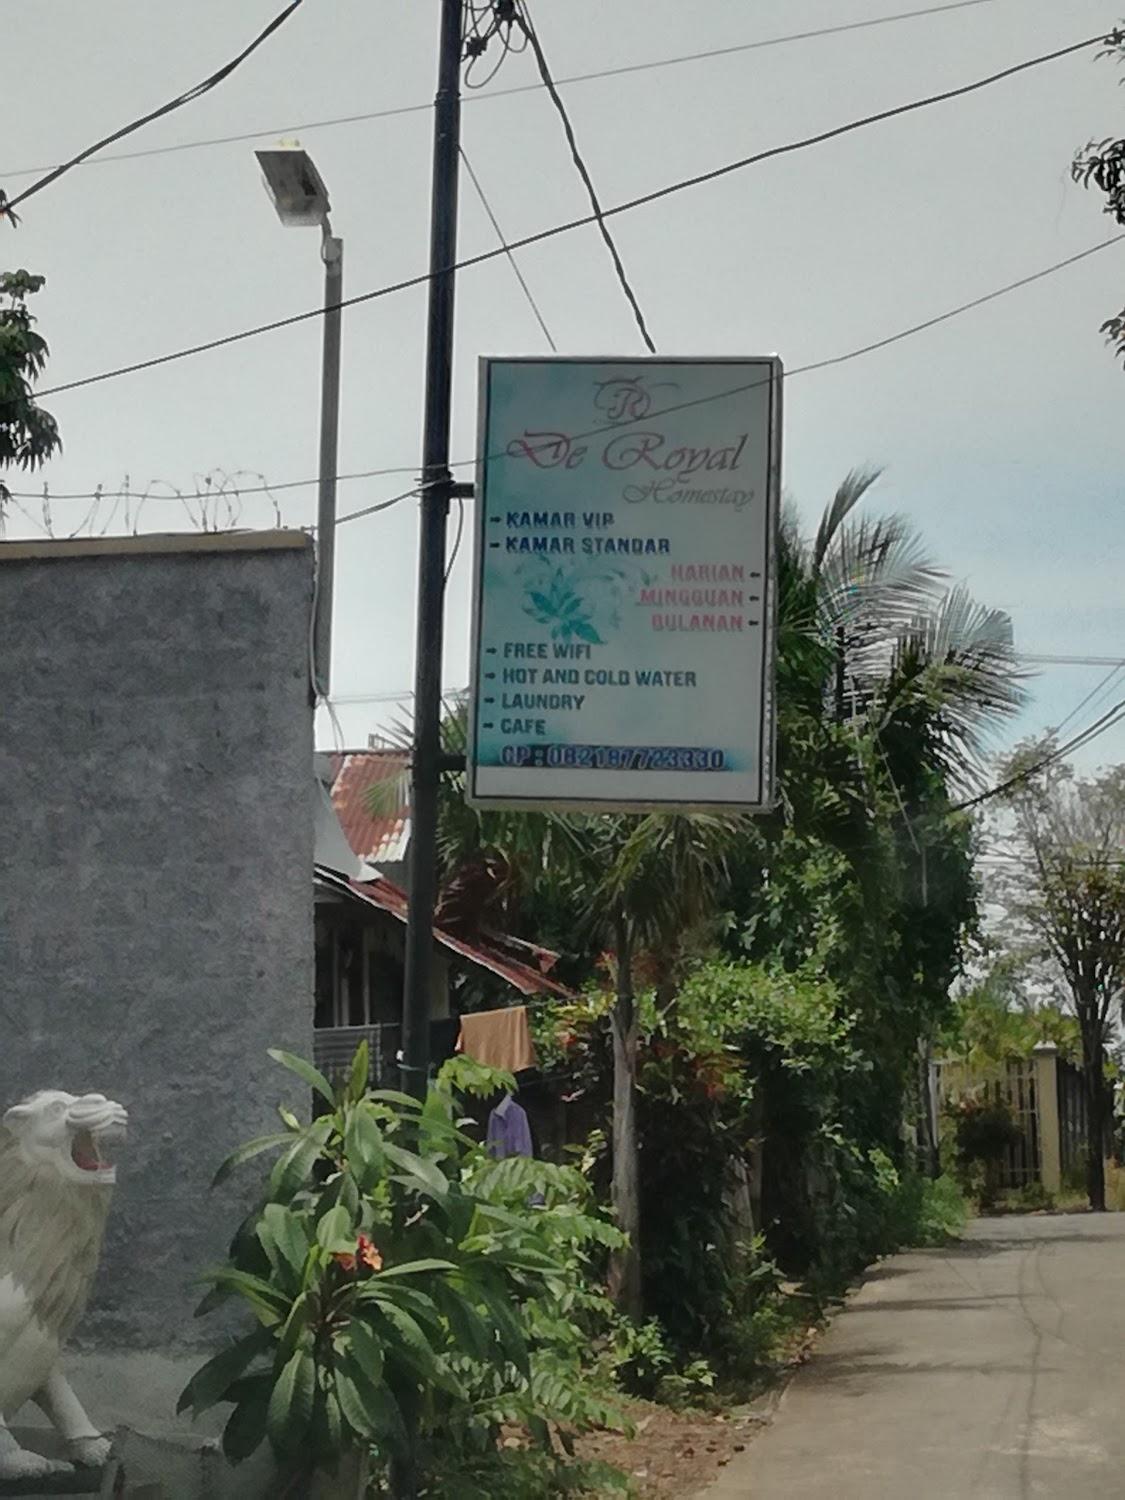 R
De Royal
Homestay
KAMAR VIP
KAMAR STANDAR
HARIAN
MINGGUAN
BULANAN
FREE WIFI
HOT AND COLD WATER
LAUNDRY
CAFE
CP : 082187723330